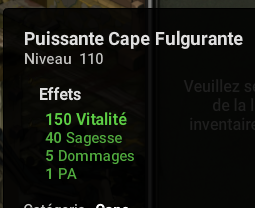 Puissante Cape Fulgurante
Niveau 110
Effets
150 Vitalité
40 Sagesse
5 Dommages
1 PA
Veuillez
de la
inventaire
Catégorie Cape